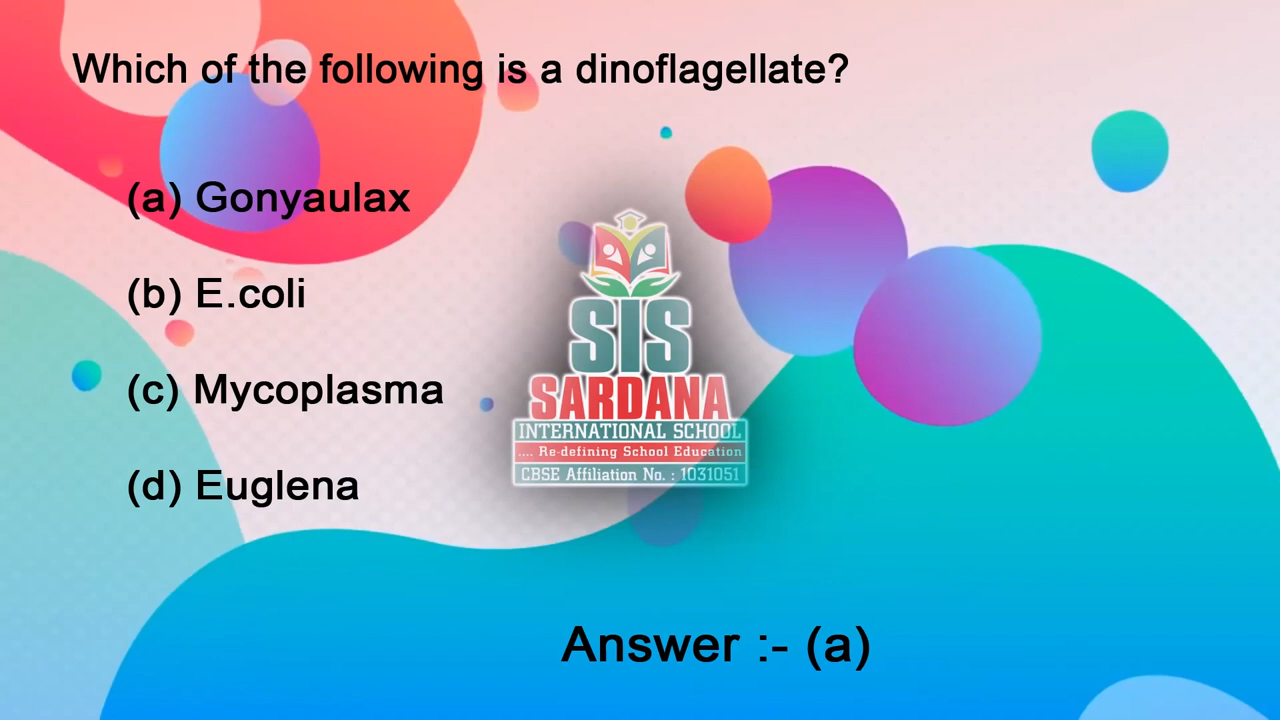 Which of the following is a dinoflagellate?
(a) Gonyaulax
(b) E.coli
(c) Mycoplasma
(d) Euglena
SIS
SARDANA
INTERNATIONAL SCHOOL
.... Re-defining School Education
CBSE Affiliation No. : 1031051
Answer :- (a)